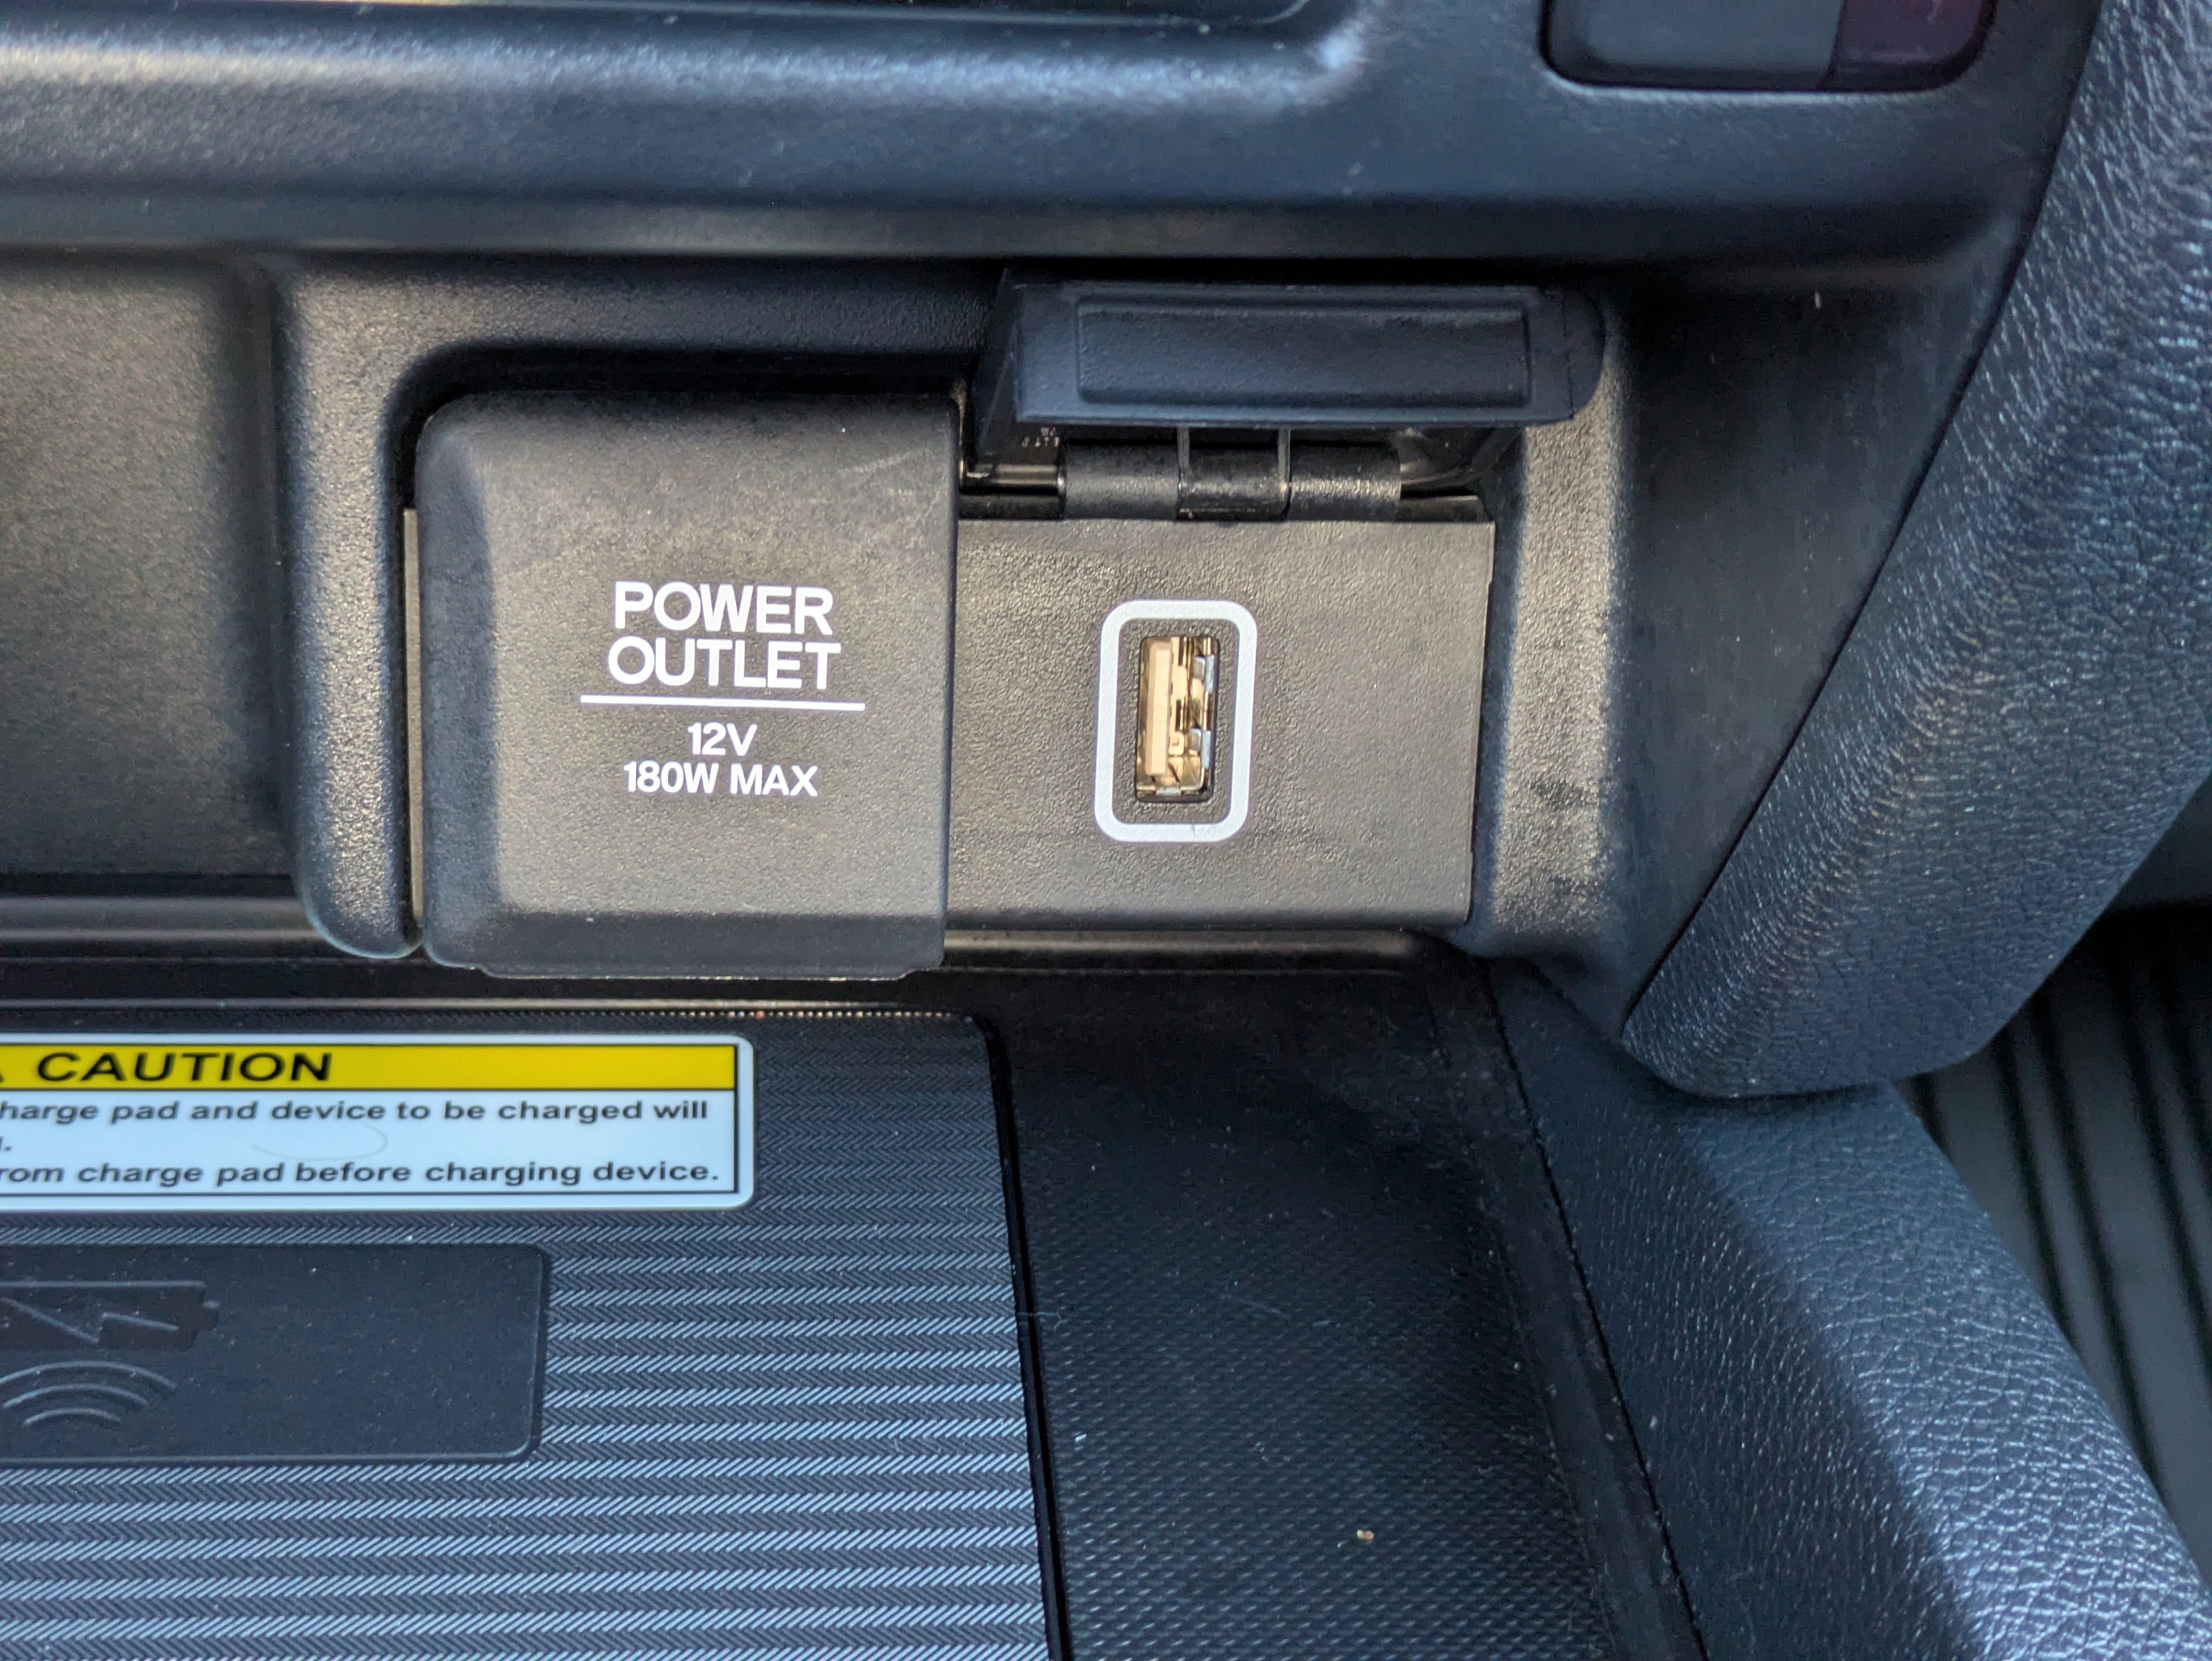 POWER
OUTLET
12V
180W MAX
CAUTION
harge pad and device to be charged will
.
rom charge pad before charging device.